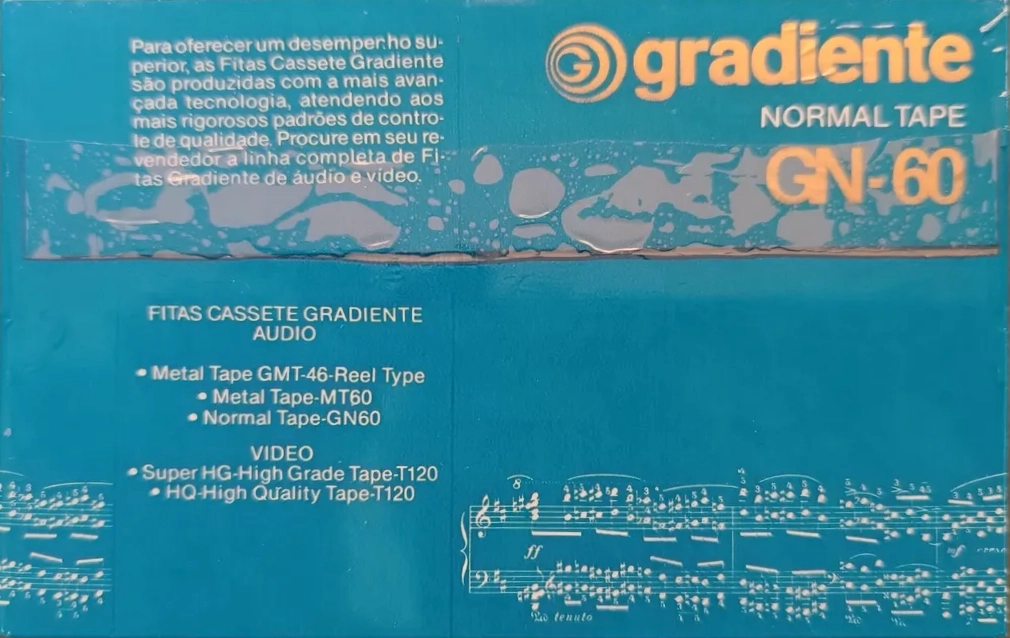 Para oferecer um desempenho su-
perior, as Fitas Cassete Gradiente
são produzidas com a mais avan-
çada tecnologia, atendendo aos
mais rigorosos padrões de contro-
le de qualidade. Procure em seu re-
vendedor a linha completa de Fi-
tas Gradiente de áudio e vídeo.
FITAS CASSETE GRADIENTE
AUDIO
• Metal Tape GMT-46-Reel Type
• Metal Tape-MT60
• Normal Tape-GN60
VIDEO
• Super HG-High Grade Tape-T120
• HQ-High Quality Tape-T120
G gradiente
NORMAL TAPE
GN-60
8
ff
mf
tenuto